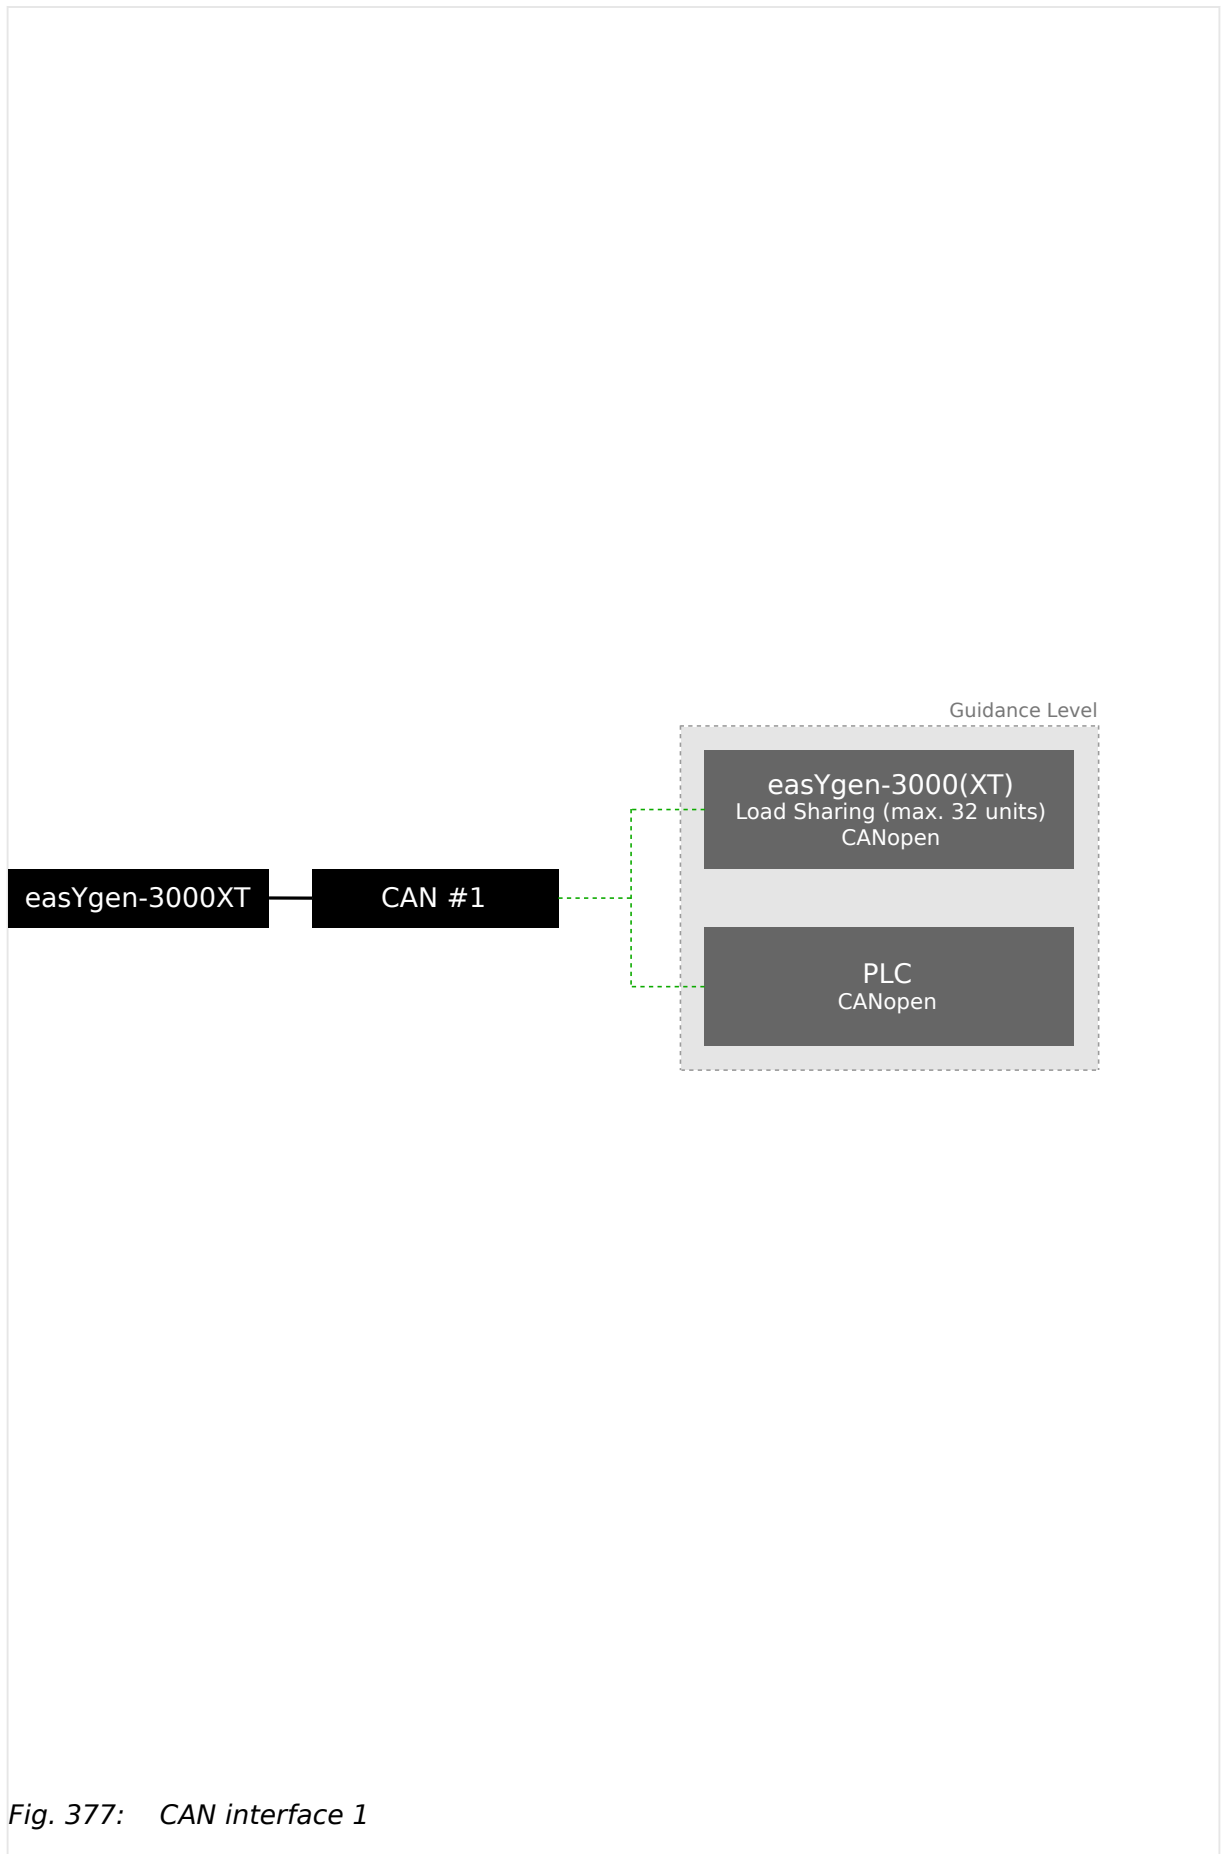 Guidance Level
easYgen-3000(XT)
Load Sharing (max. 32 units)
CANopen
easYgen-3000XT
CAN #1
PLC
CANopen
Fig. 377: CAN interface 1